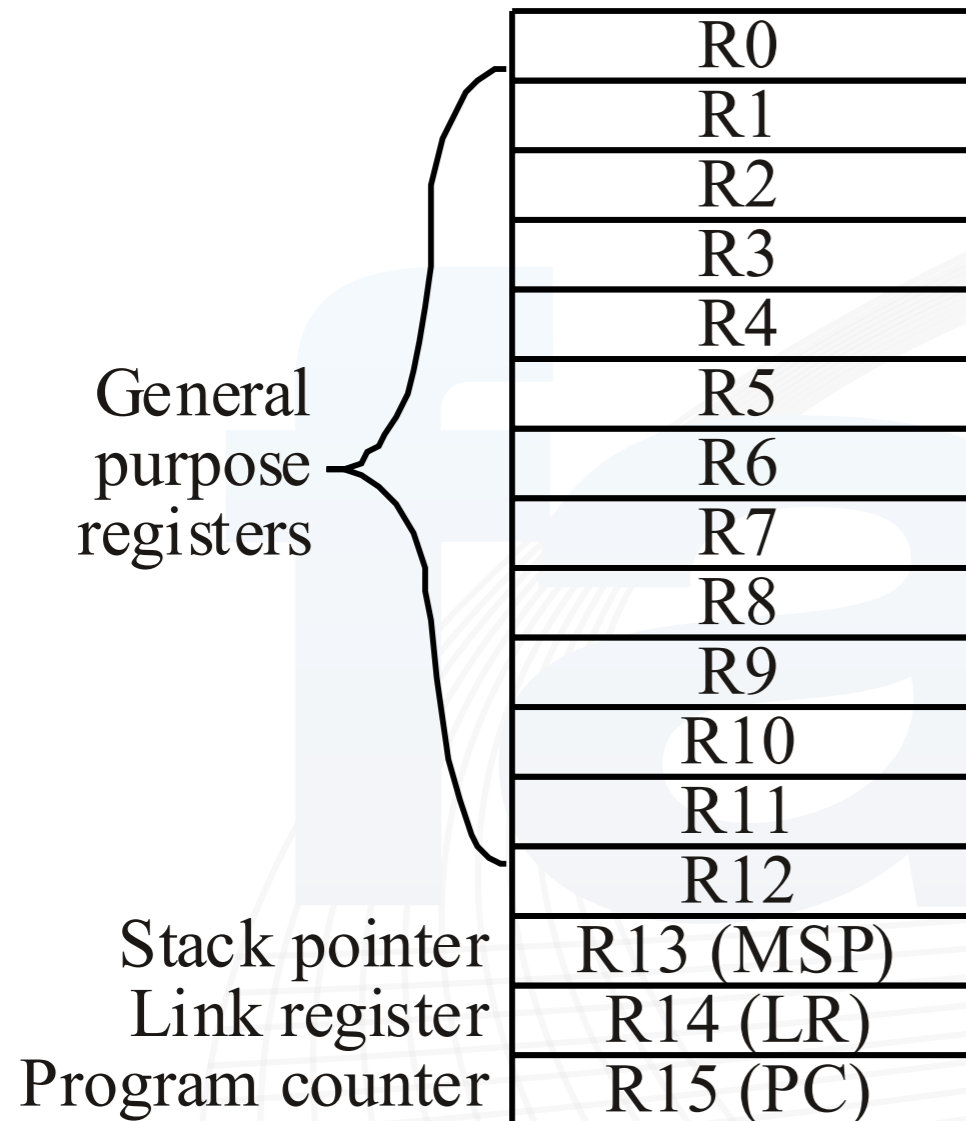 R0
R1
R2
R3
R4
General
R5
purpose
R6
registers
R7
R8
R9
R10
R11
R12
Stack pointer R13 (MSP)
Link register R14 (LR)
Program counter R15 (PC)